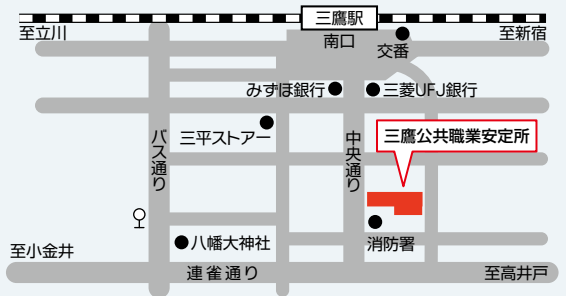 三鷹駅
至立川
南口
交番
至新宿
みずほ銀行
三菱UFJ銀行
三平ストアー
バス通り
中央通り
三鷹公共職業安定所
八幡大神社
消防署
至小金井
連雀通り
至高井戸